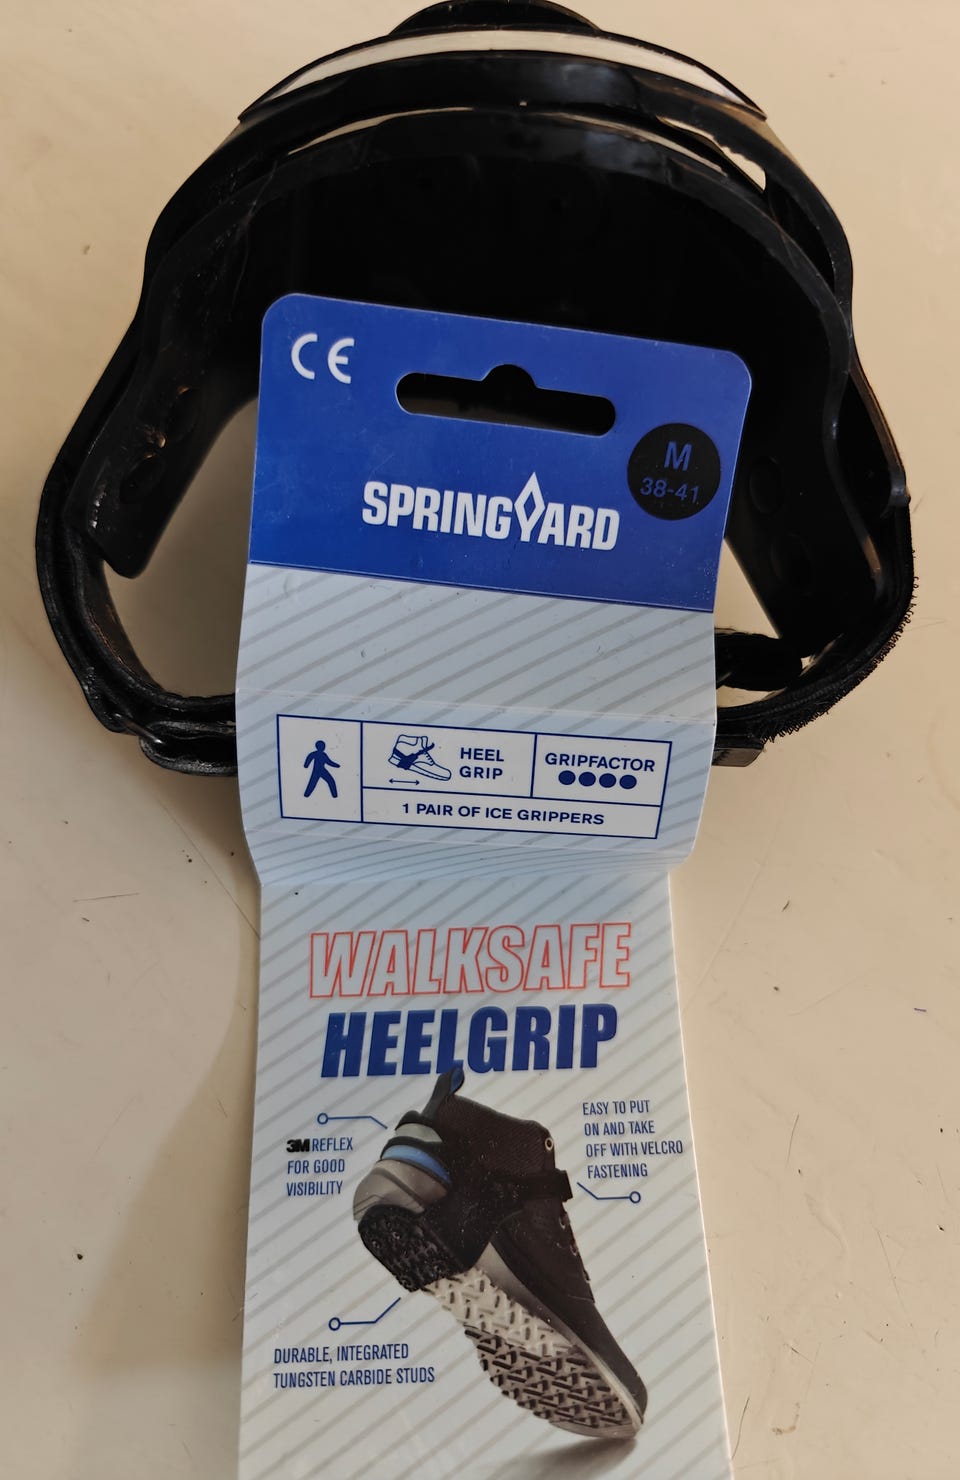 CE
M
38-41
SPRINGYARD
HEEL
GRIP
GRIPFACTOR
1 PAIR OF ICE GRIPPERS
WALKSAFE
HEELGRIP
3M REFLEX
FOR GOOD
VISIBILITY
EASY TO PUT
ON AND TAKE
OFF WITH VELCRO
FASTENING
DURABLE, INTEGRATED
TUNGSTEN CARBIDE STUDS